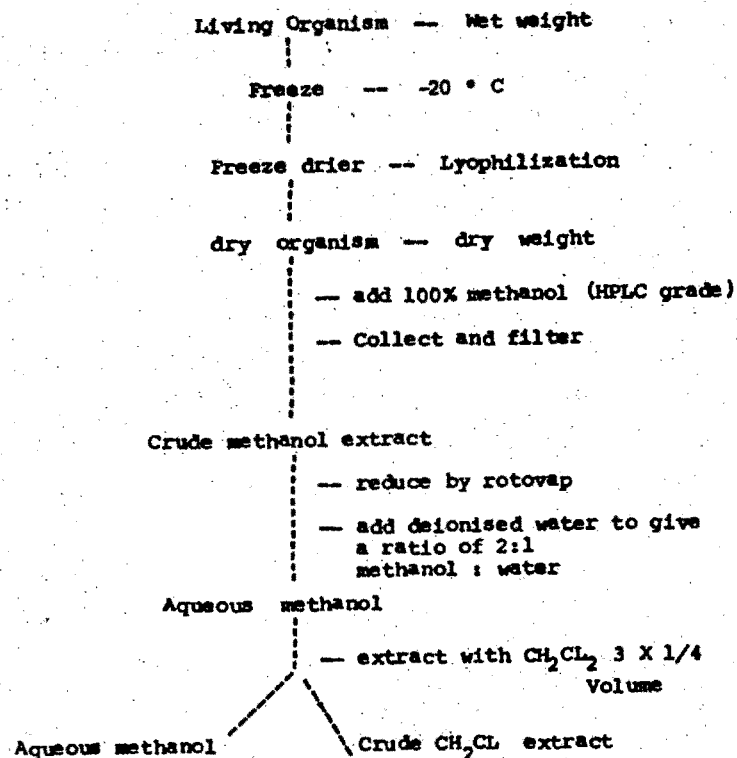 Living Organism -- Wet weight
Freeze -- -20 ° C
Freeze drier -- Lyophilization
dry organism -- dry weight
-- add 100% methanol (HPLC grade)
-- Collect and filter
Crude methanol extract
-- reduce by rotovap
-- add deionised water to give
a ratio of 2:1
methanol : water
Aqueous methanol
-- extract with CH₂CL₂ 3 X 1/4
Volume
Aqueous methanol
Crude CH₂CL extract